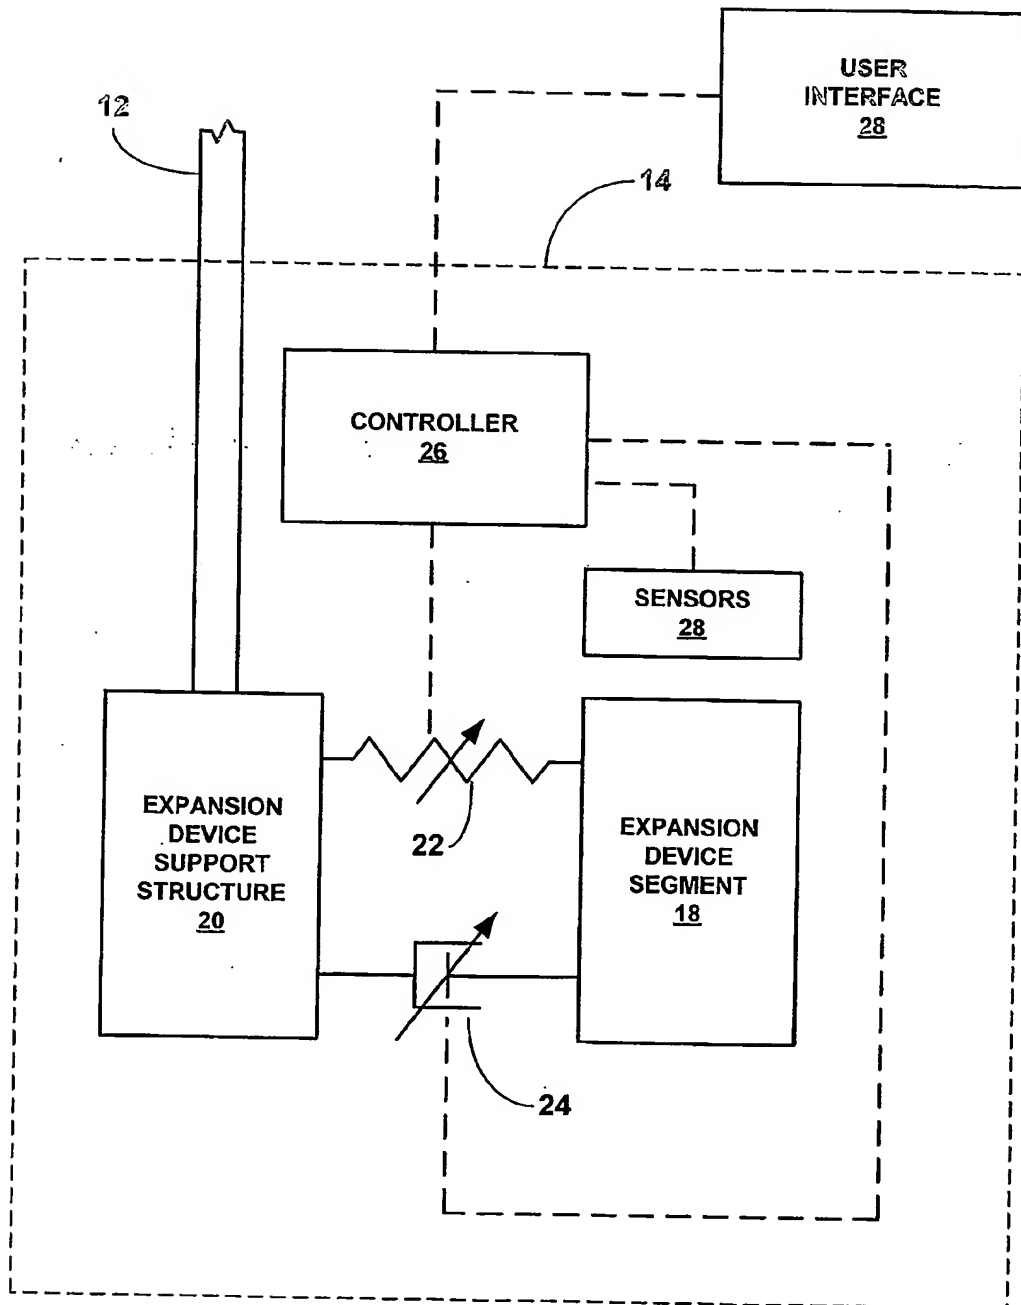 USER
INTERFACE
28
12
14
CONTROLLER
26
SENSORS
28
EXPANSION
DEVICE
SUPPORT
STRUCTURE
20
22
EXPANSION
DEVICE
SEGMENT
18
24